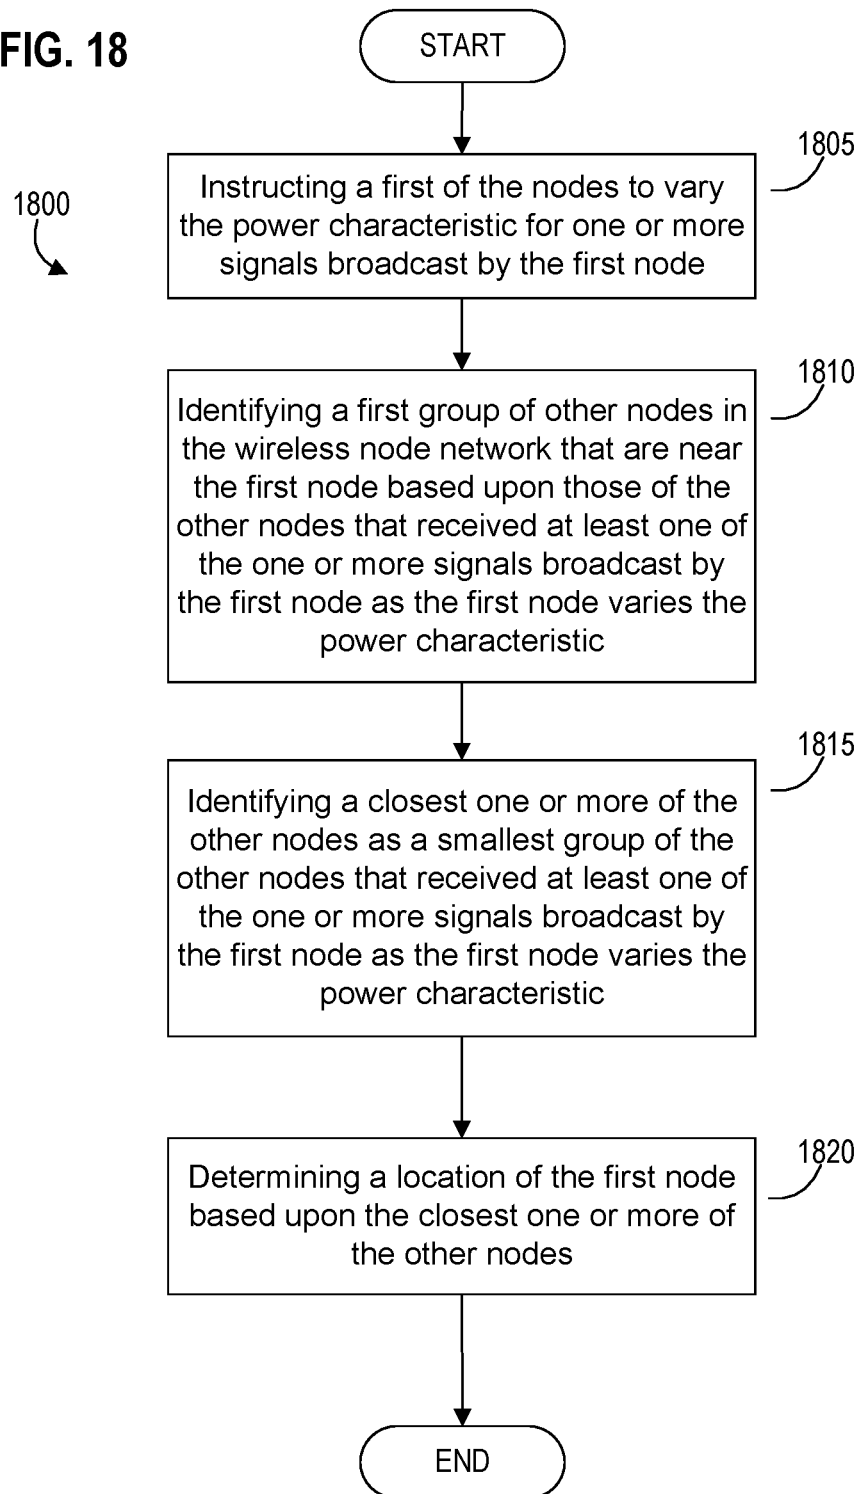 FIG. 18
START
1805
1800
Instructing a first of the nodes to vary
the power characteristic for one or more
signals broadcast by the first node
1810
Identifying a first group of other nodes in
the wireless node network that are near
the first node based upon those of the
other nodes that received at least one of
the one or more signals broadcast by
the first node as the first node varies the
power characteristic
1815
Identifying a closest one or more of the
other nodes as a smallest group of the
other nodes that received at least one of
the one or more signals broadcast by
the first node as the first node varies the
power characteristic
1820
Determining a location of the first node
based upon the closest one or more of
the other nodes
END